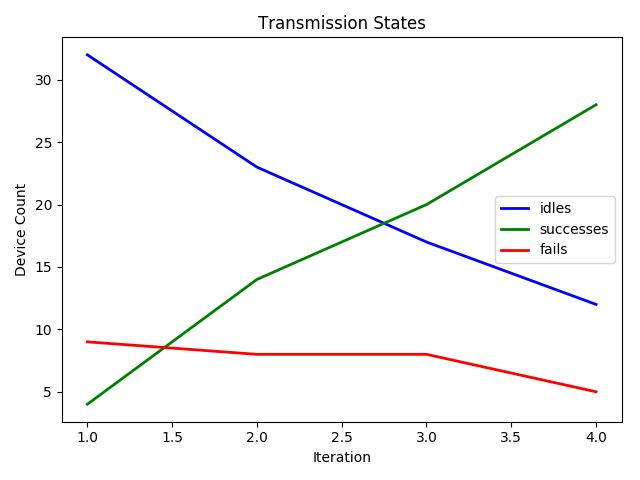 Transmission States
Device Count
30
25
20
15
10
5
idles
successes
fails
1.0 1.5 2.0 2.5 3.0 3.5 4.0
Iteration